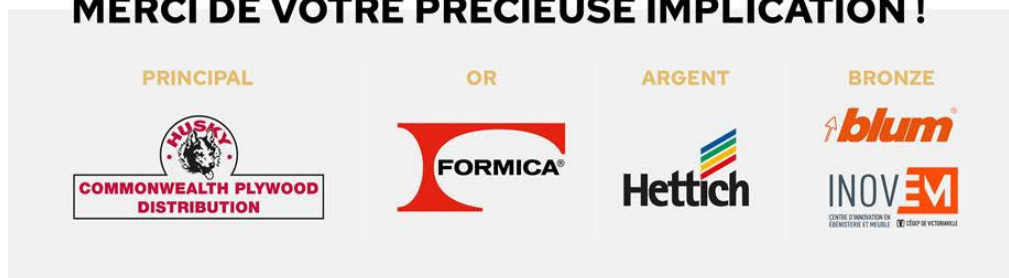 MERCI DE VOTRE PRÉCIEUSE IMPLICATION !
PRINCIPAL
HUSKY
COMMONWEALTH PLYWOOD
DISTRIBUTION
OR
FORMICA®
ARGENT
Hettich
BRONZE
blum®
INOVEM
CENTRE D'INNOVATION EN
ÉBÉNISTERIE ET MEUBLE
CÉGEP DE VICTORIAVILLE